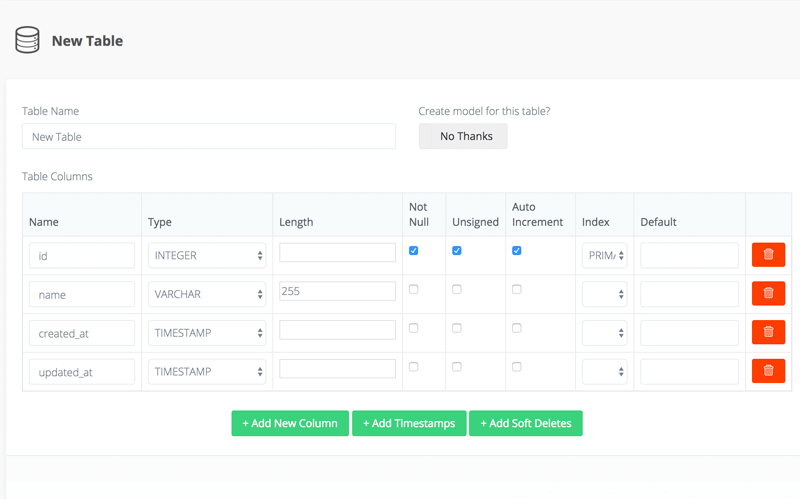 New Table
Table Name Create model for this table?
New Table No Thanks
Table Columns
Name Type Length Not Null Unsigned Auto Increment Index Default
id INTEGER PRIM
name VARCHAR 255
created_at TIMESTAMP
updated_at TIMESTAMP
+ Add New Column + Add Timestamps + Add Soft Deletes